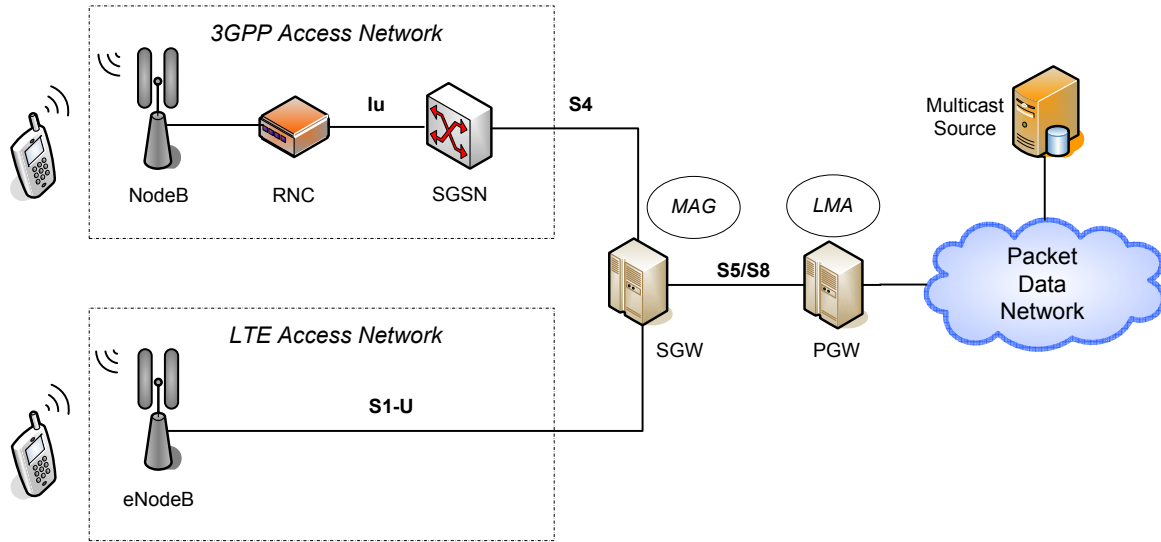 3GPP Access Network
Iu
S4
NodeB
RNC
SGSN
Multicast
Source
MAG
LMA
S5/S8
SGW
PGW
Packet
Data
Network
LTE Access Network
S1-U
eNodeB